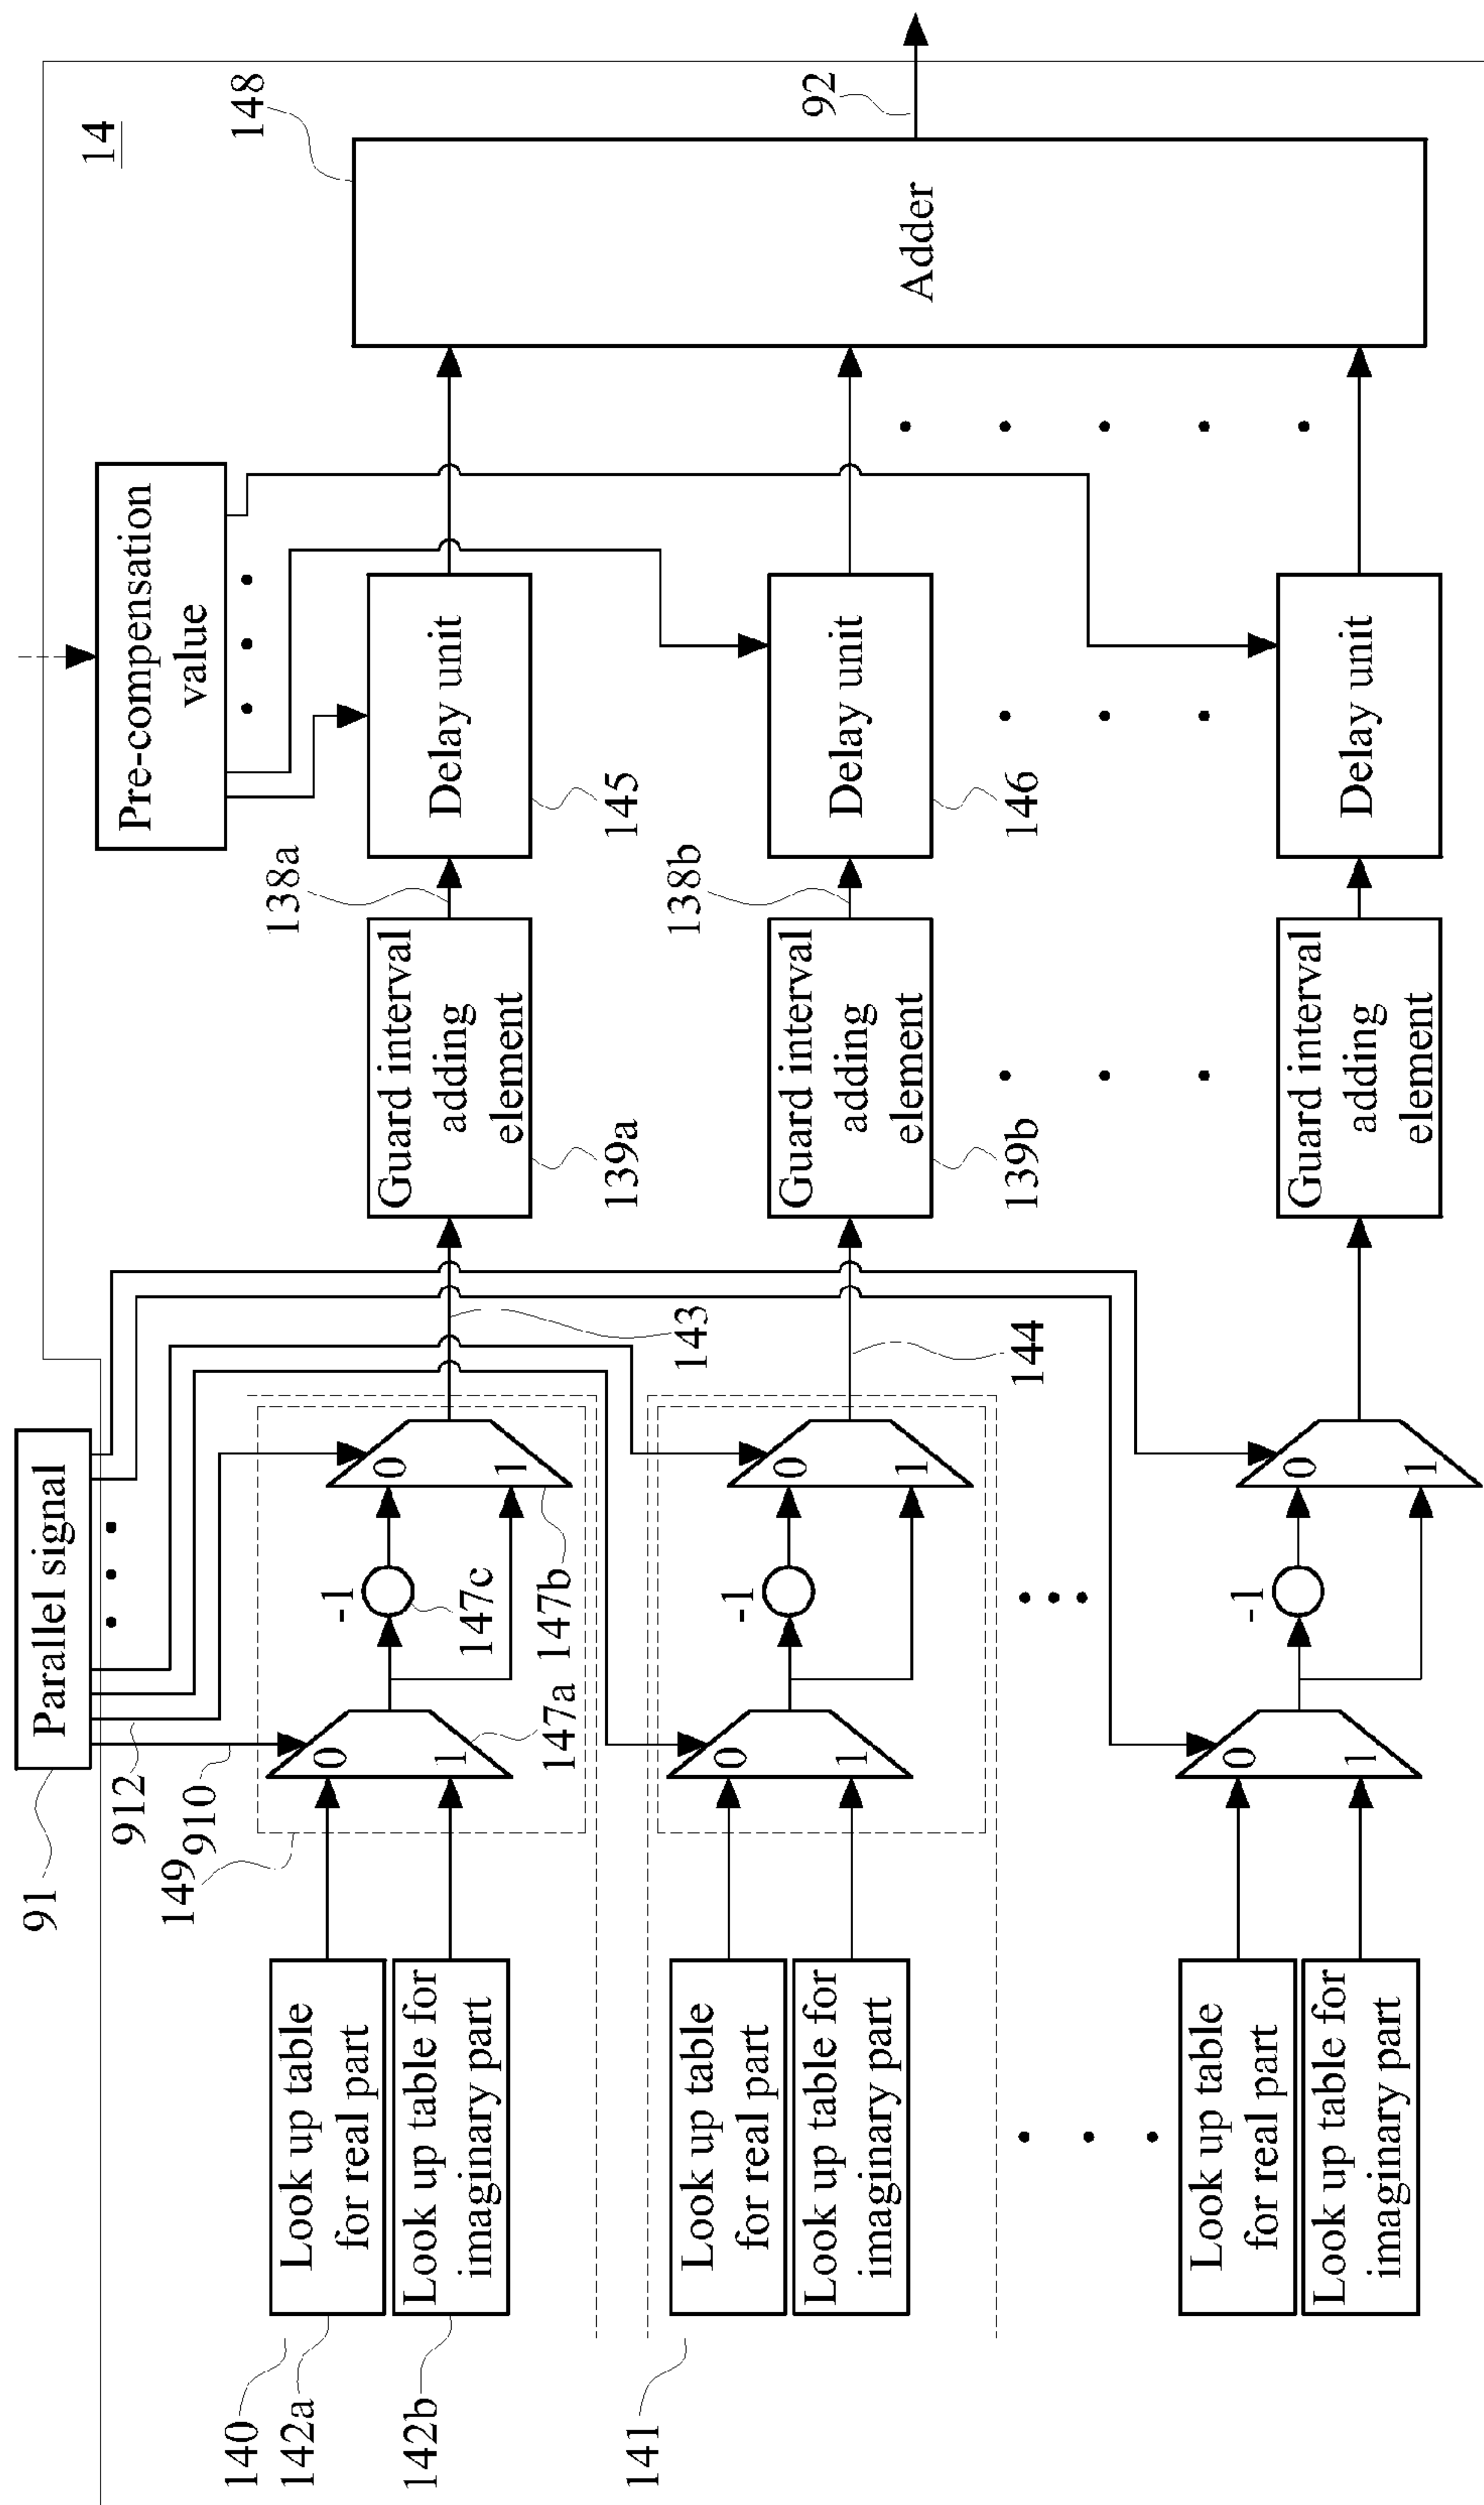 14
91
Parallel signal
Pre-compensation
value
148
92
912
910
149
140
142a
142b
Look up table
for real part
Look up table for
imaginary part
0
1
147a
-1
147c
0
1
147b
143
Guard interval
adding
element
139a
138a
Delay unit
145
Adder
141
Look up table
for real part
Look up table for
imaginary part
0
1
-1
0
1
144
Guard interval
adding
element
139b
138b
Delay unit
146
Look up table
for real part
Look up table for
imaginary part
0
1
-1
0
1
Guard interval
adding
element
Delay unit